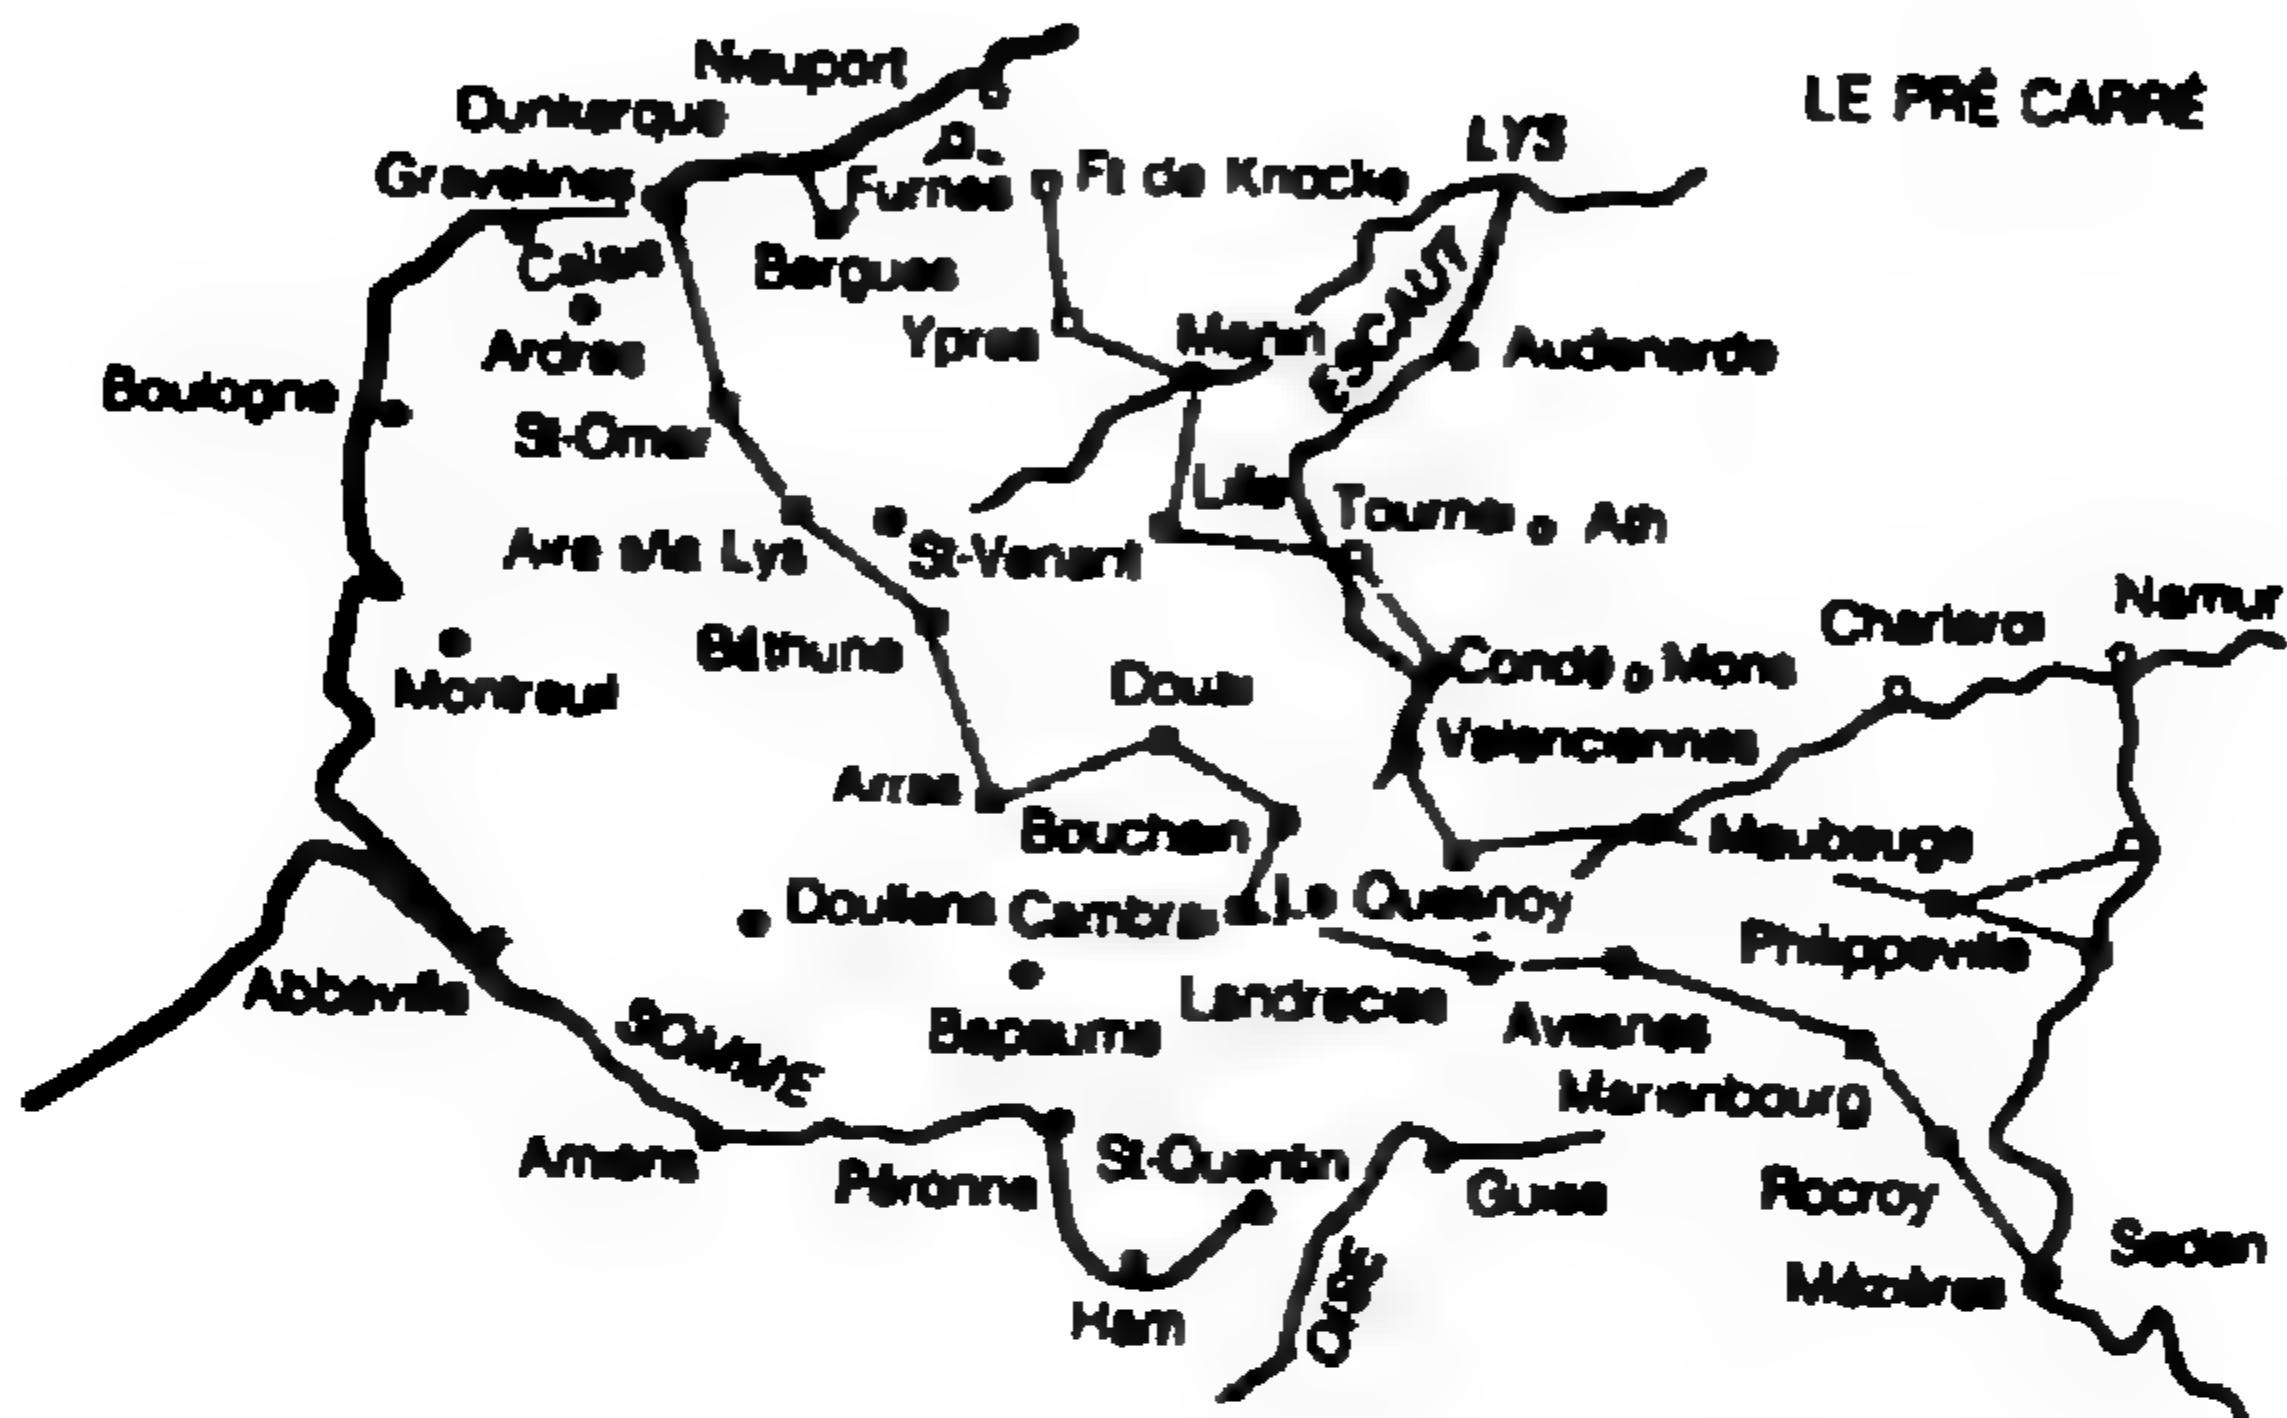 LE PRÉ CARRÉ
Nieuport
Dunkerque
LYS
Gravelines
Furnes
Ft de Knocke
Calais
Bergues
ESCAUT
Ardres
Ypres
Menin
Audenarde
Boulogne
St-Omer
Lille
Tournai
Ath
Aire s/la Lys
St-Venant
Namur
Charleroi
Béthune
Condé
Mons
Montreuil
Douai
Valenciennes
Arras
Bouchain
Maubeuge
Doullens
Cambrai
Le Quesnoy
Philippeville
Abbeville
Landrecies
SOMME
Bapaume
Avesnes
Marienbourg
Amiens
Péronne
St-Quentin
Guise
Rocroy
Sedan
Mézières
Ham
OISE